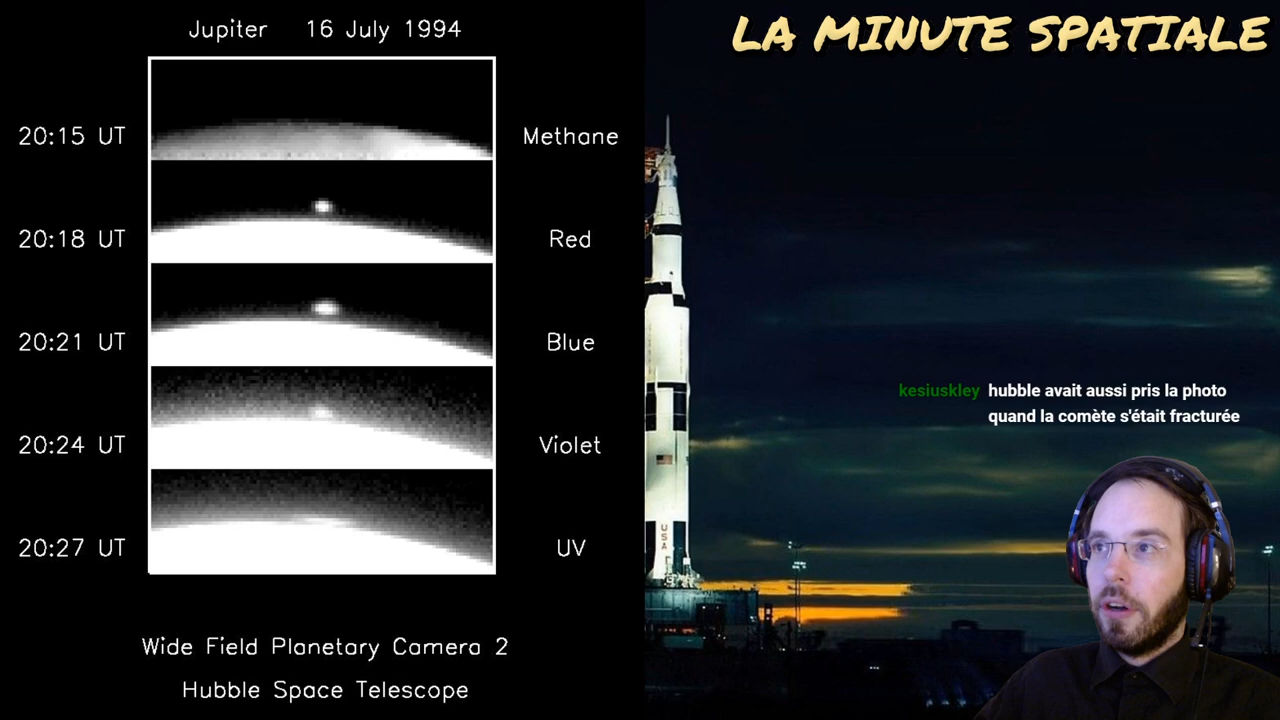 Jupiter 16 July 1994
LA MINUTE SPATIALE
20:15 UT Methane
20:18 UT Red
20:21 UT Blue
kesiuskley hubble avait aussi pris la photo
quand la comète s'était fracturée
20:24 UT Violet
20:27 UT UV
USA
Wide Field Planetary Camera 2
Hubble Space Telescope